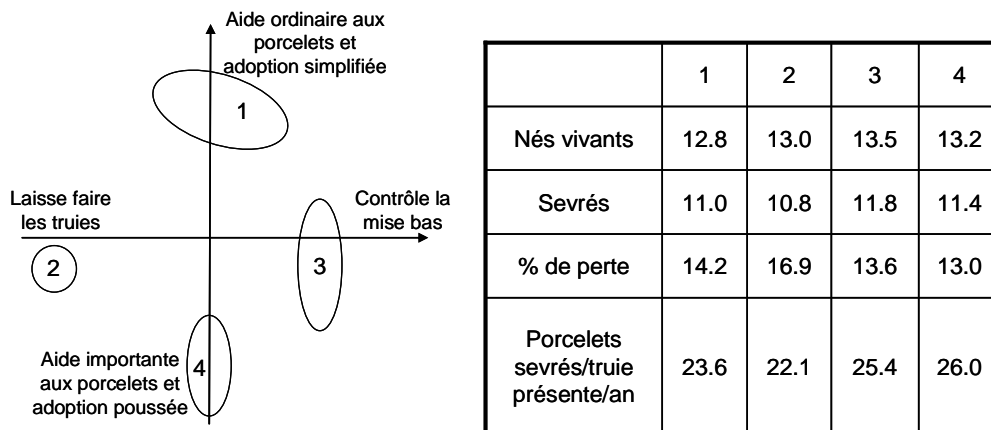 Aide ordinaire aux
porcelets et
adoption simplifiée
1
Laisse faire
les truies
Contrôle la
mise bas
2
3
4
Aide importante
aux porcelets et
adoption poussée
1 2 3 4
Nés vivants 12.8 13.0 13.5 13.2
Sevrés 11.0 10.8 11.8 11.4
% de perte 14.2 16.9 13.6 13.0
Porcelets
sevrés/truie
présente/an
23.6 22.1 25.4 26.0